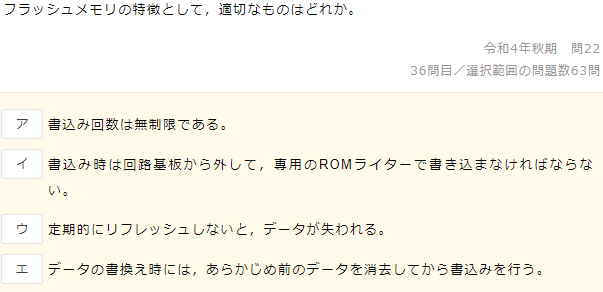 フラッシュメモリの特徴として，適切なものはどれか。
令和4年秋期　問22
36問目／選択範囲の問題数63問
ア　書込み回数は無制限である。
イ　書込み時は回路基板から外して，専用のROMライターで書き込まなければならな
い。
ウ　定期的にリフレッシュしないと，データが失われる。
エ　データの書換え時には，あらかじめ前のデータを消去してから書込みを行う。